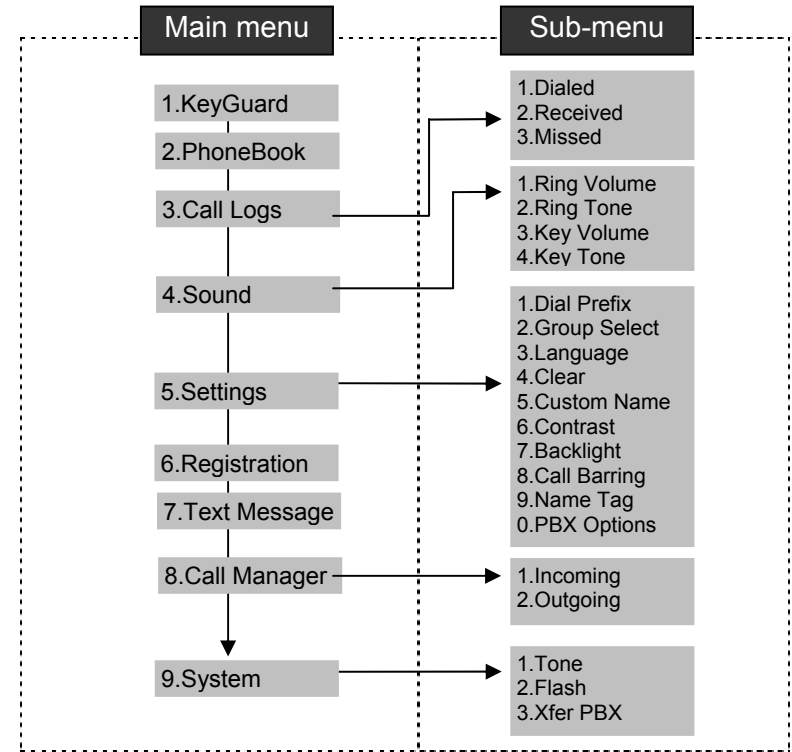 Main menu
Sub-menu
1.KeyGuard
2.PhoneBook
3.Call Logs
4.Sound
5.Settings
6.Registration
7.Text Message
8.Call Manager
9.System
1.Dialed
2.Received
3.Missed
1.Ring Volume
2.Ring Tone
3.Key Volume
4.Key Tone
1.Dial Prefix
2.Group Select
3.Language
4.Clear
5.Custom Name
6.Contrast
7.Backlight
8.Call Barring
9.Name Tag
0.PBX Options
1.Incoming
2.Outgoing
1.Tone
2.Flash
3.Xfer PBX